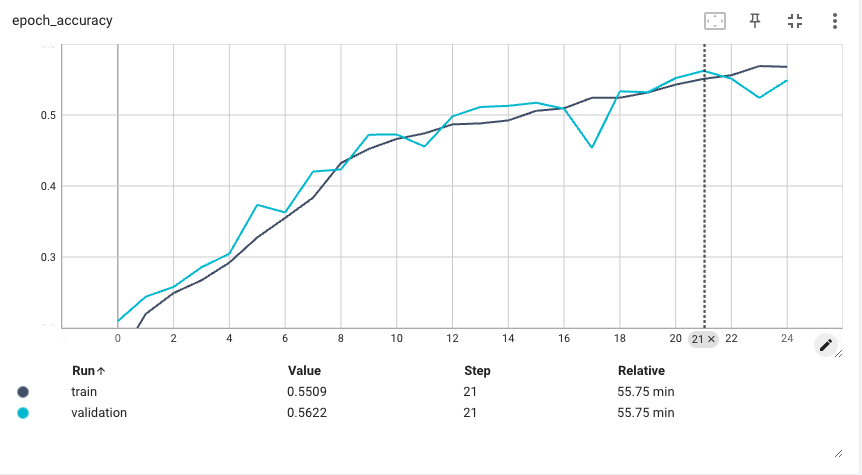 epoch_accuracy
0.5
0.4
0.3
0 2 4 6 8 10 12 14 16 18 20 21 × 22 24
Run↑ Value Step Relative
train 0.5509 21 55.75 min
validation 0.5622 21 55.75 min